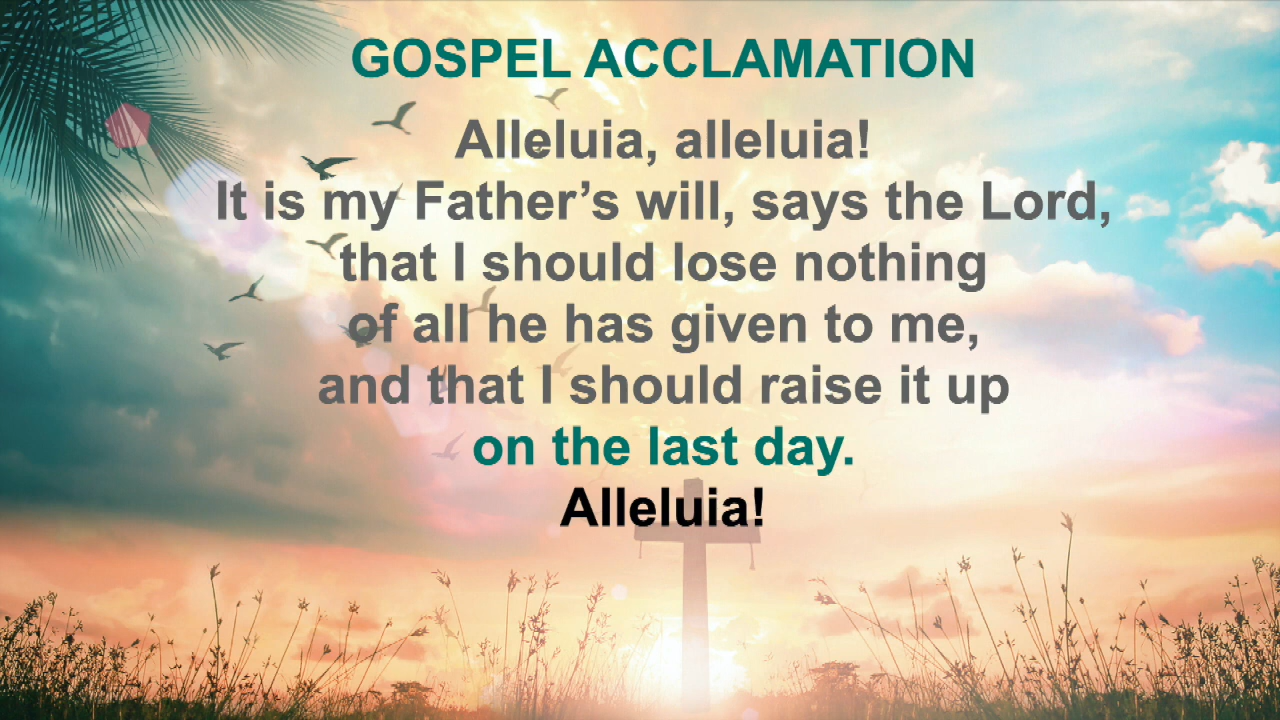 GOSPEL ACCLAMATION
Alleluia, alleluia!
It is my Father’s will, says the Lord,
that I should lose nothing
of all he has given to me,
and that I should raise it up
on the last day.
Alleluia!